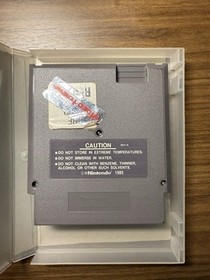 CAUTION
●DO NOT STORE IN EXTREME TEMPERATURES.
●DO NOT IMMERSE IN WATER.
●DO NOT CLEAN WITH BENZENE, THINNER,
ALCOHOL OR OTHER SUCH SOLVENTS.
©Nintendo 1985